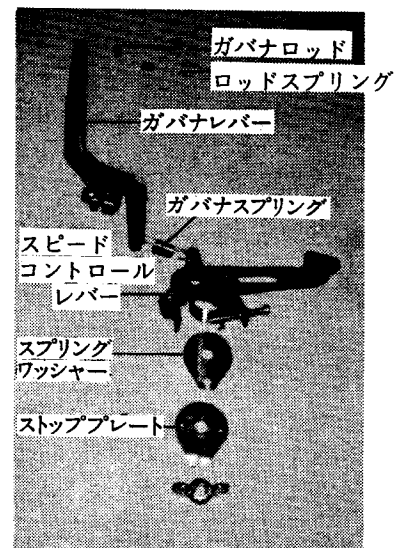 ガバナロッド
ロッドスプリング
ガバナレバー
ガバナスプリング
スピード
コントロール
レバー
スプリング
ワッシャー
ストッププレート